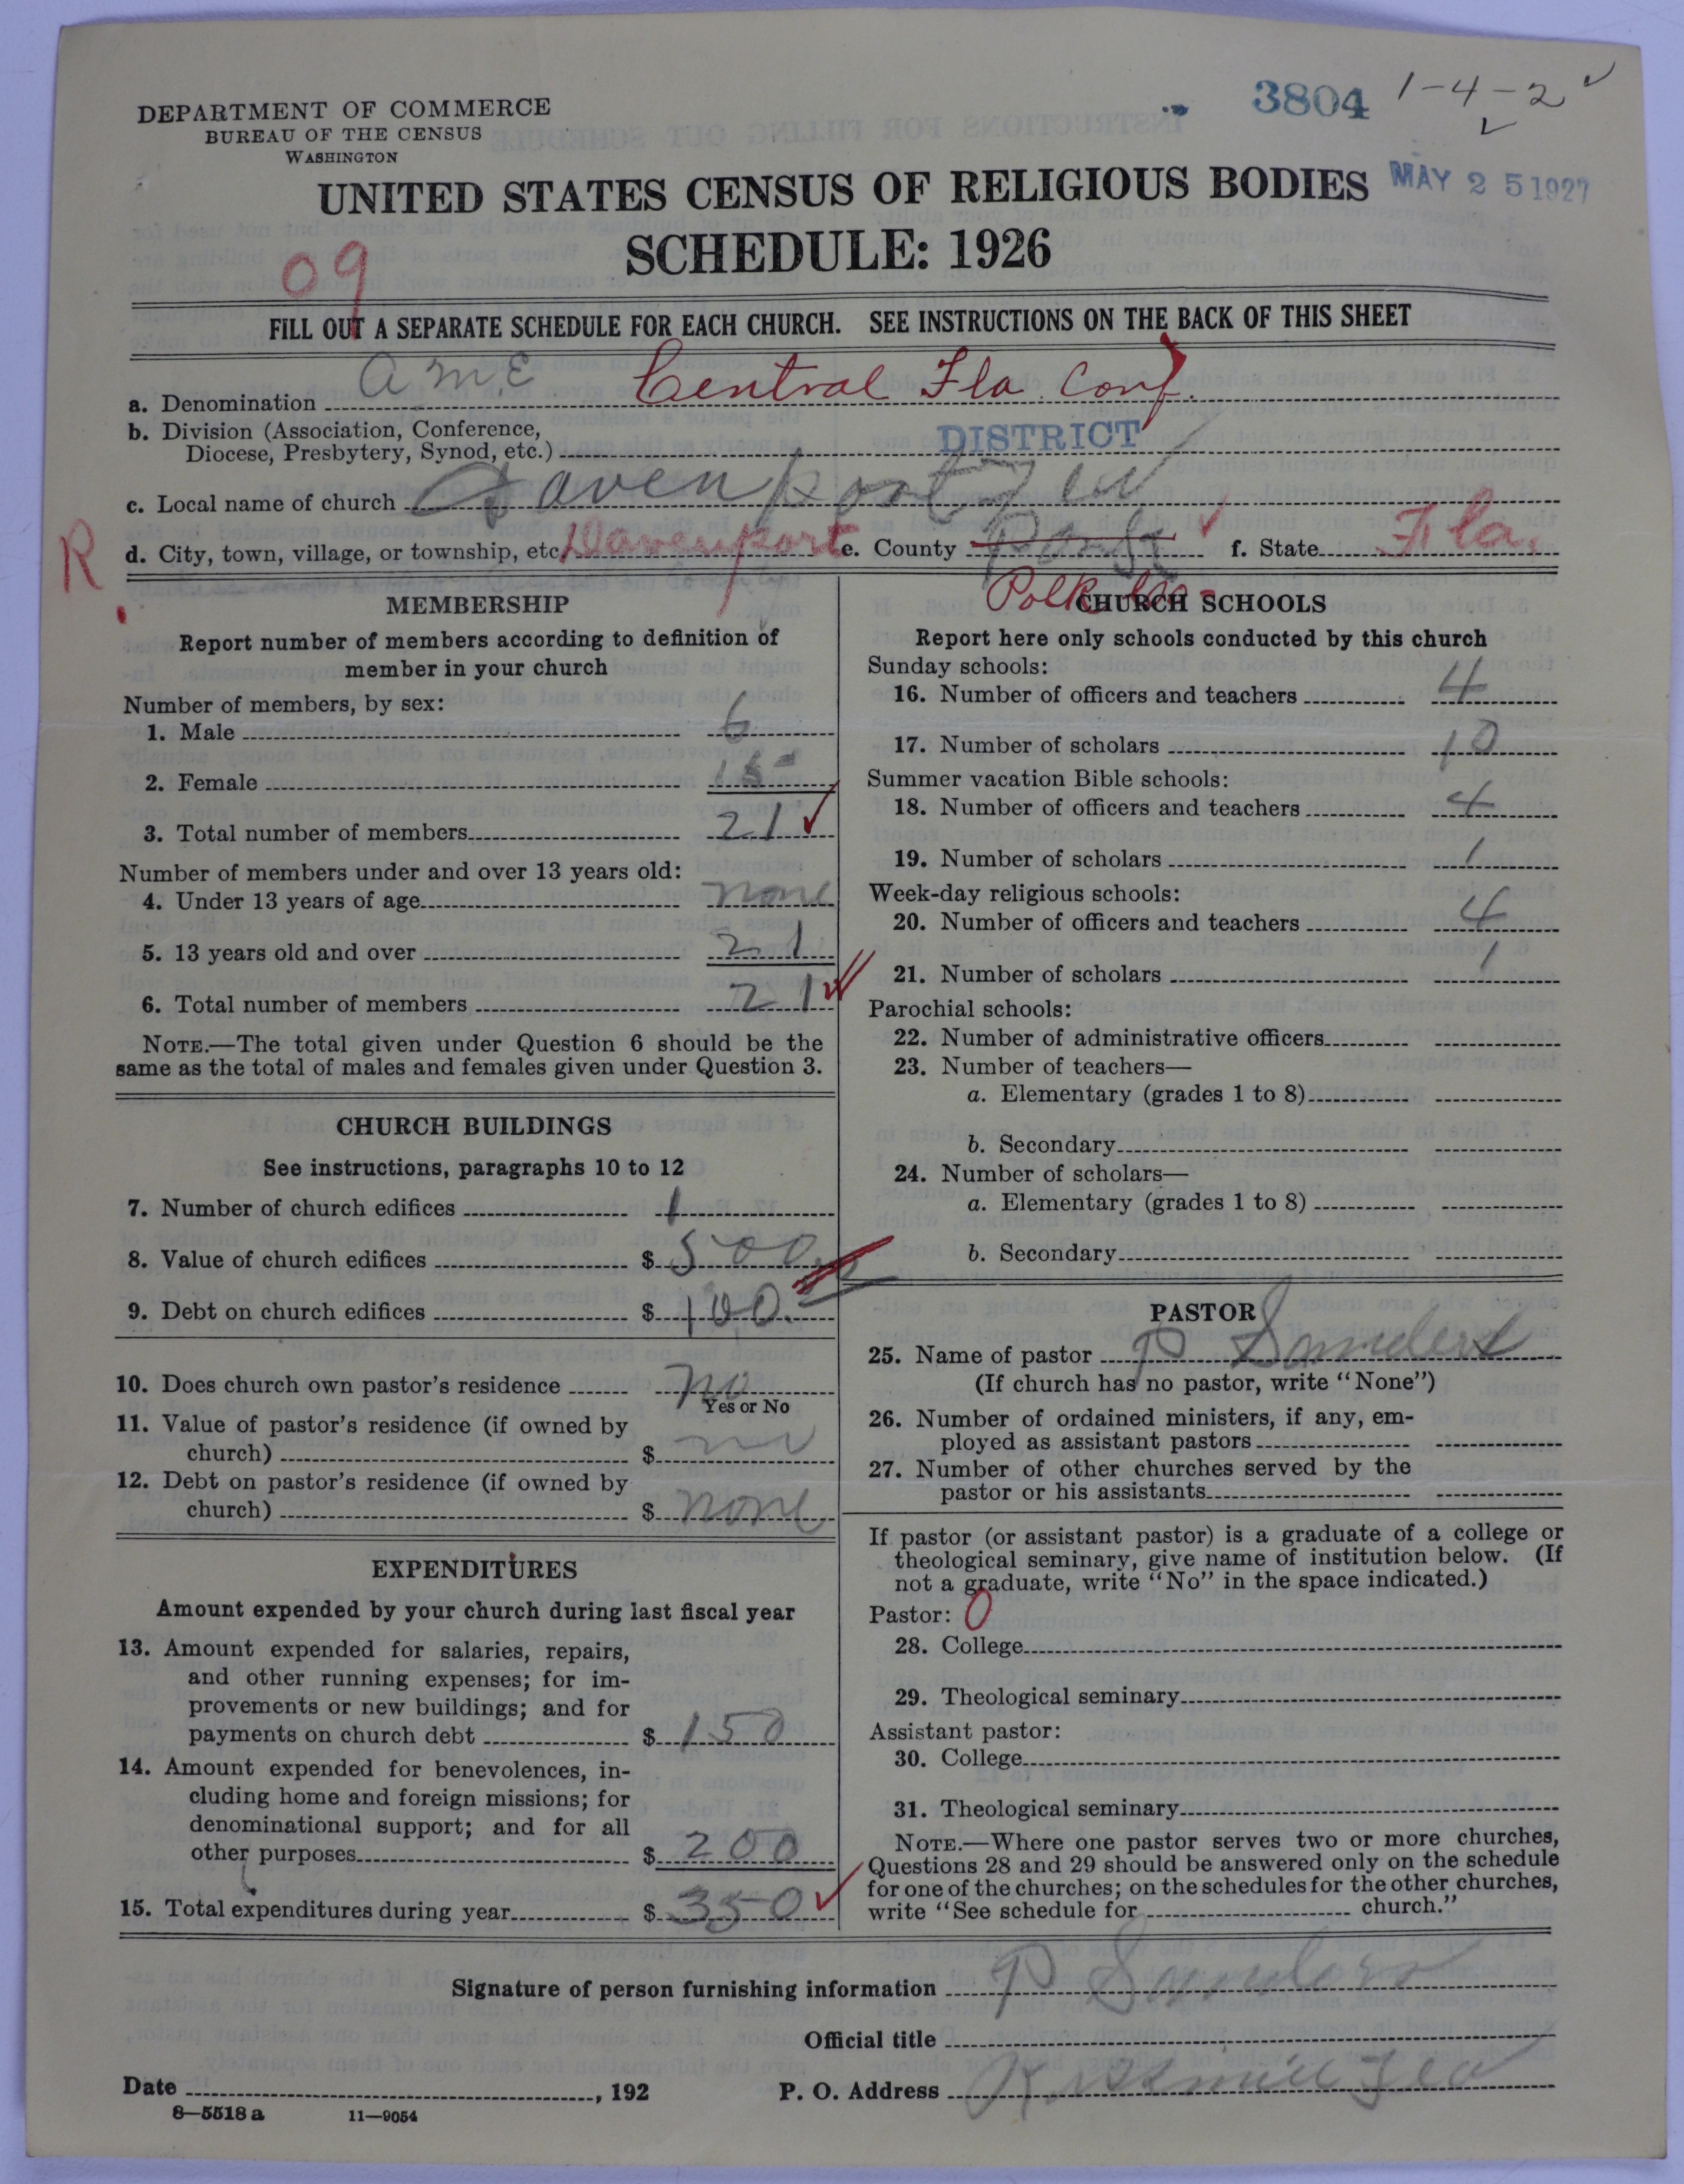 DEPARTMENT OF COMMERCE
BUREAU OF THE CENSUS
WASHINGTON
3804 1-4-2
MAY 25 1927
UNITED STATES CENSUS OF RELIGIOUS BODIES
SCHEDULE: 1926
09
FILL OUT A SEPARATE SCHEDULE FOR EACH CHURCH. SEE INSTRUCTIONS ON THE BACK OF THIS SHEET
a. Denomination A M E Central Fla. Conf.
b. Division (Association, Conference,
Diocese, Presbytery, Synod, etc.) DISTRICT
c. Local name of church Davenport
R d. City, town, village, or township, etc. Davenport e. County f. State Fla.
Polk Co-
MEMBERSHIP
Report number of members according to definition of
member in your church
Number of members, by sex:
1. Male 6
2. Female 15
3. Total number of members 21
Number of members under and over 13 years old:
4. Under 13 years of age none
5. 13 years old and over 21
6. Total number of members 21
NOTE.—The total given under Question 6 should be the
same as the total of males and females given under Question 3.
CHURCH BUILDINGS
See instructions, paragraphs 10 to 12
7. Number of church edifices 1
8. Value of church edifices $ 500
9. Debt on church edifices $ 100.
10. Does church own pastor's residence no
Yes or No
11. Value of pastor's residence (if owned by
church) $
12. Debt on pastor's residence (if owned by
church) $ none
EXPENDITURES
Amount expended by your church during last fiscal year
13. Amount expended for salaries, repairs,
and other running expenses; for im-
provements or new buildings; and for
payments on church debt $ 150
14. Amount expended for benevolences, in-
cluding home and foreign missions; for
denominational support; and for all
other purposes $ 200
15. Total expenditures during year $ 350
CHURCH SCHOOLS
Report here only schools conducted by this church
Sunday schools:
16. Number of officers and teachers 4
17. Number of scholars 10
Summer vacation Bible schools:
18. Number of officers and teachers 4
19. Number of scholars 1
Week-day religious schools:
20. Number of officers and teachers 4
21. Number of scholars 1
Parochial schools:
22. Number of administrative officers
23. Number of teachers—
a. Elementary (grades 1 to 8)
b. Secondary
24. Number of scholars—
a. Elementary (grades 1 to 8)
b. Secondary
PASTOR
25. Name of pastor P Saunders
(If church has no pastor, write "None")
26. Number of ordained ministers, if any, em-
ployed as assistant pastors
27. Number of other churches served by the
pastor or his assistants
If pastor (or assistant pastor) is a graduate of a college or
theological seminary, give name of institution below. (If
not a graduate, write "No" in the space indicated.)
Pastor: 0
28. College
29. Theological seminary
Assistant pastor:
30. College
31. Theological seminary
NOTE.—Where one pastor serves two or more churches,
Questions 28 and 29 should be answered only on the schedule
for one of the churches; on the schedules for the other churches,
write "See schedule for church."
Signature of person furnishing information P Saunders
Official title
Date , 192 P. O. Address
8—5518 a 11—9054